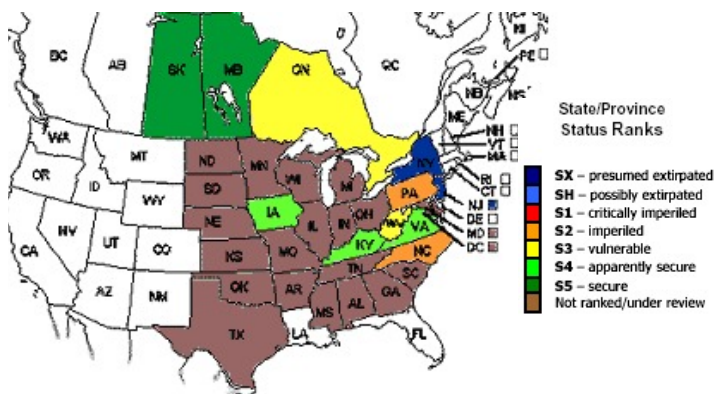 BC
AB
SK
MB
ON
QC
NL
PE
NB
NS
ME
WA
MT
ND
MN
NH
VT
MA
OR
ID
WY
SD
WI
MI
NY
RI
CT
NV
UT
CO
NE
IA
IL
IN
OH
PA
NJ
DE
MD
DC
CA
AZ
NM
KS
MO
KY
WV
VA
OK
AR
TN
NC
SC
TX
LA
MS
AL
GA
FL
State/Province
Status Ranks
SX – presumed extirpated
SH – possibly extirpated
S1 – critically imperiled
S2 – imperiled
S3 – vulnerable
S4 – apparently secure
S5 – secure
Not ranked/under review